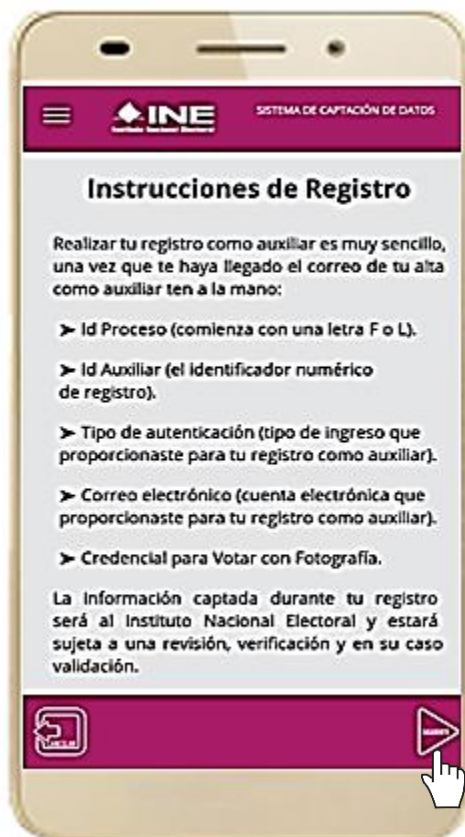 INE
Instituto Nacional Electoral
SISTEMA DE CAPTACIÓN DE DATOS
Instrucciones de Registro
Realizar tu registro como auxiliar es muy sencillo,
una vez que te haya llegado el correo de tu alta
como auxiliar ten a la mano:
➤ Id Proceso (comienza con una letra F o L).
➤ Id Auxiliar (el identificador numérico
de registro).
➤ Tipo de autenticación (tipo de ingreso que
proporcionaste para tu registro como auxiliar).
➤ Correo electrónico (cuenta electrónica que
proporcionaste para tu registro como auxiliar).
➤ Credencial para Votar con Fotografía.
La Información captada durante tu registro
será al Instituto Nacional Electoral y estará
sujeta a una revisión, verificación y en su caso
validación.